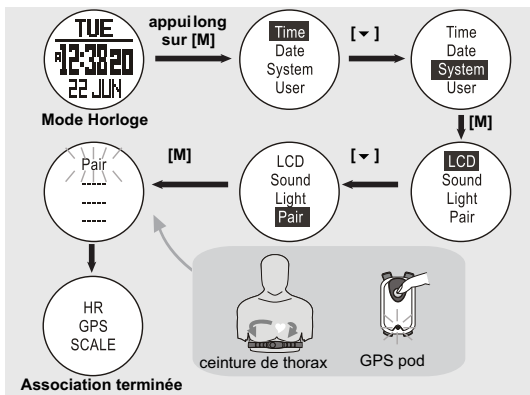 TUE
A12:38 20
22 JUN
Mode Horloge
appui long
sur [M]
Time
Date
System
User
[ ▾ ]
Time
Date
System
User
[M]
LCD
Sound
Light
Pair
[ ▾ ]
LCD
Sound
Light
Pair
[M]
Pair
-----
-----
-----
HR
GPS
SCALE
Association terminée
ceinture de thorax
GPS pod